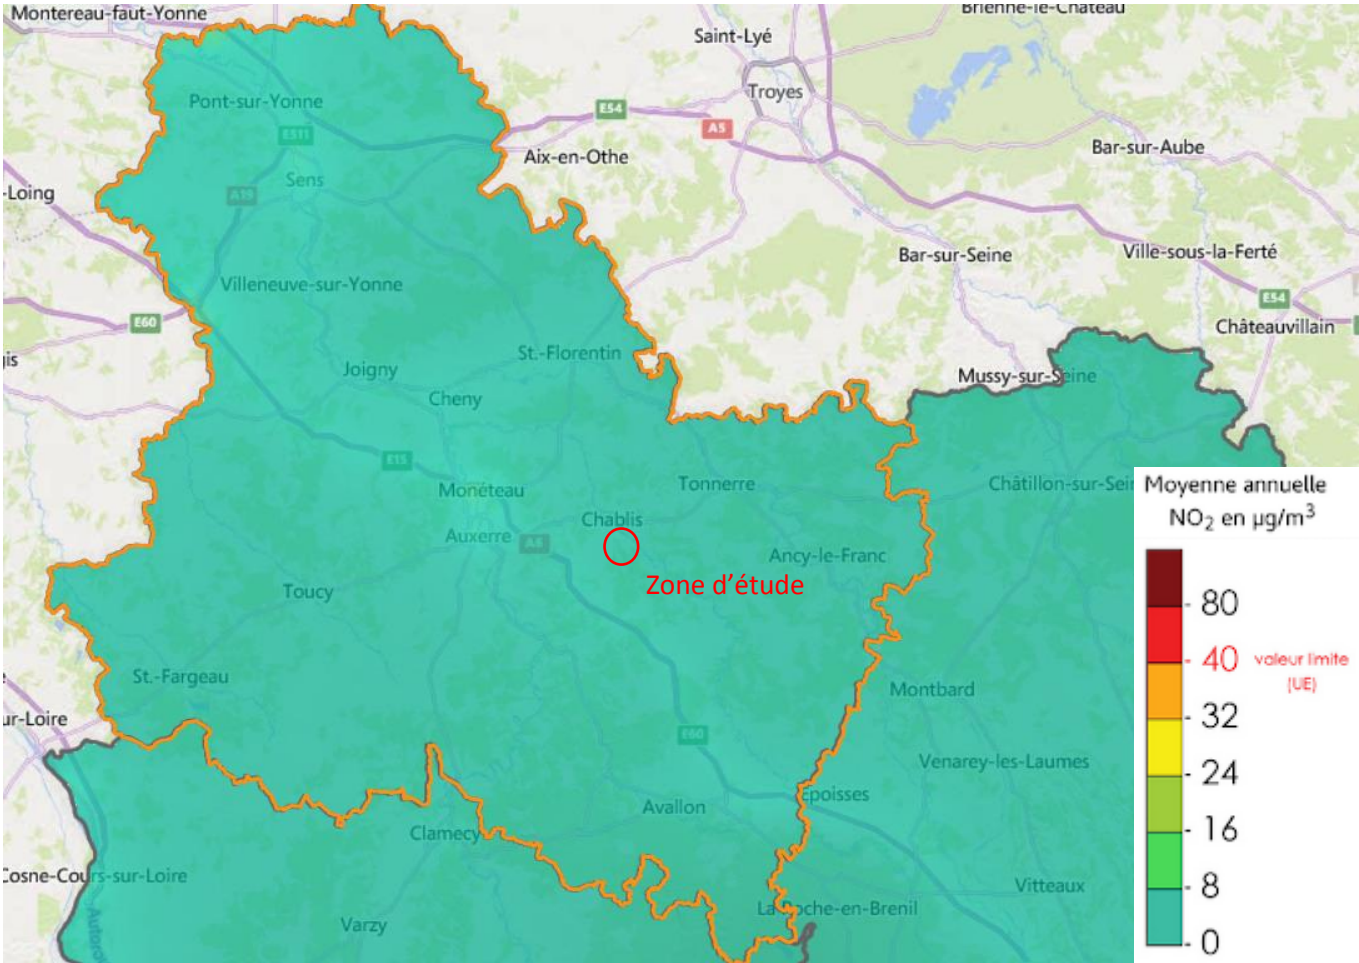 Montereau-faut-Yonne
Brienne-le-Château
Saint-Lyé
Troyes
Pont-sur-Yonne
E54
A5
E511
Aix-en-Othe
Bar-sur-Aube
Sens
-Loing
A19
Bar-sur-Seine
Ville-sous-la-Ferté
Villeneuve-sur-Yonne
E54
E60
Châteauvillain
gis
St.-Florentin
Joigny
Mussy-sur-Seine
Cheny
E15
Monéteau
Tonnerre
Châtillon-sur-Sein
Chablis
Auxerre
A6
Ancy-le-Franc
Zone d'étude
Toucy
St.-Fargeau
Montbard
ur-Loire
E60
Venarey-les-Laumes
Epoisses
Avallon
Clamecy
Cosne-Cours-sur-Loire
Vitteaux
La Roche-en-Brenil
Varzy
Autorou
Moyenne annuelle
NO₂ en µg/m³
80
40 valeur limite
(UE)
32
24
16
8
0